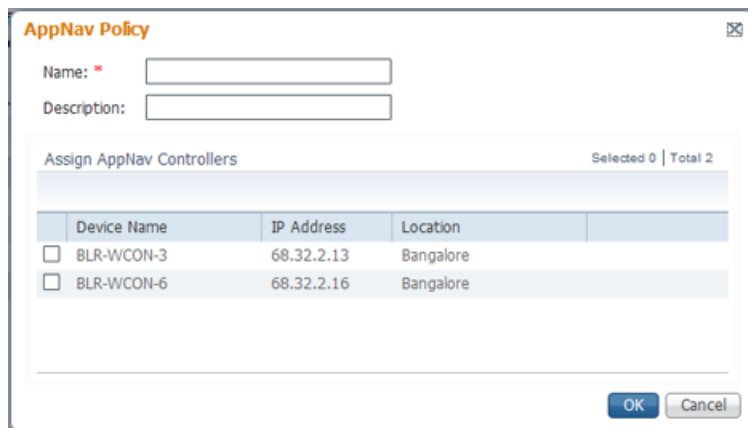 AppNav Policy
Name: *
Description:
Assign AppNav Controllers Selected 0 | Total 2
Device Name IP Address Location
BLR-WCON-3 68.32.2.13 Bangalore
BLR-WCON-6 68.32.2.16 Bangalore
OK Cancel